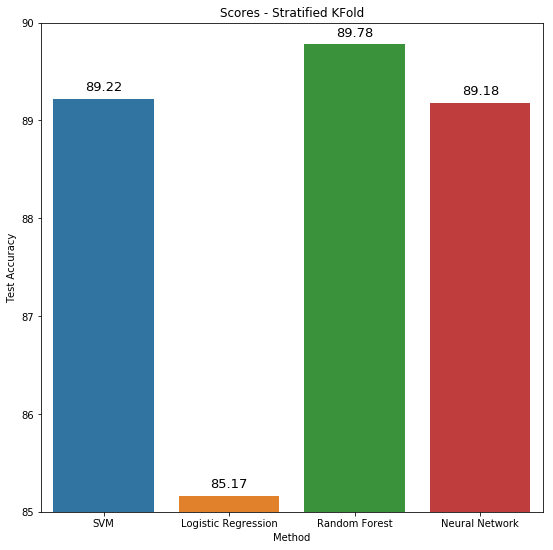 Scores - Stratified KFold
90
89
88
87
86
85
Test Accuracy
89.22
85.17
89.78
89.18
SVM
Logistic Regression
Random Forest
Neural Network
Method